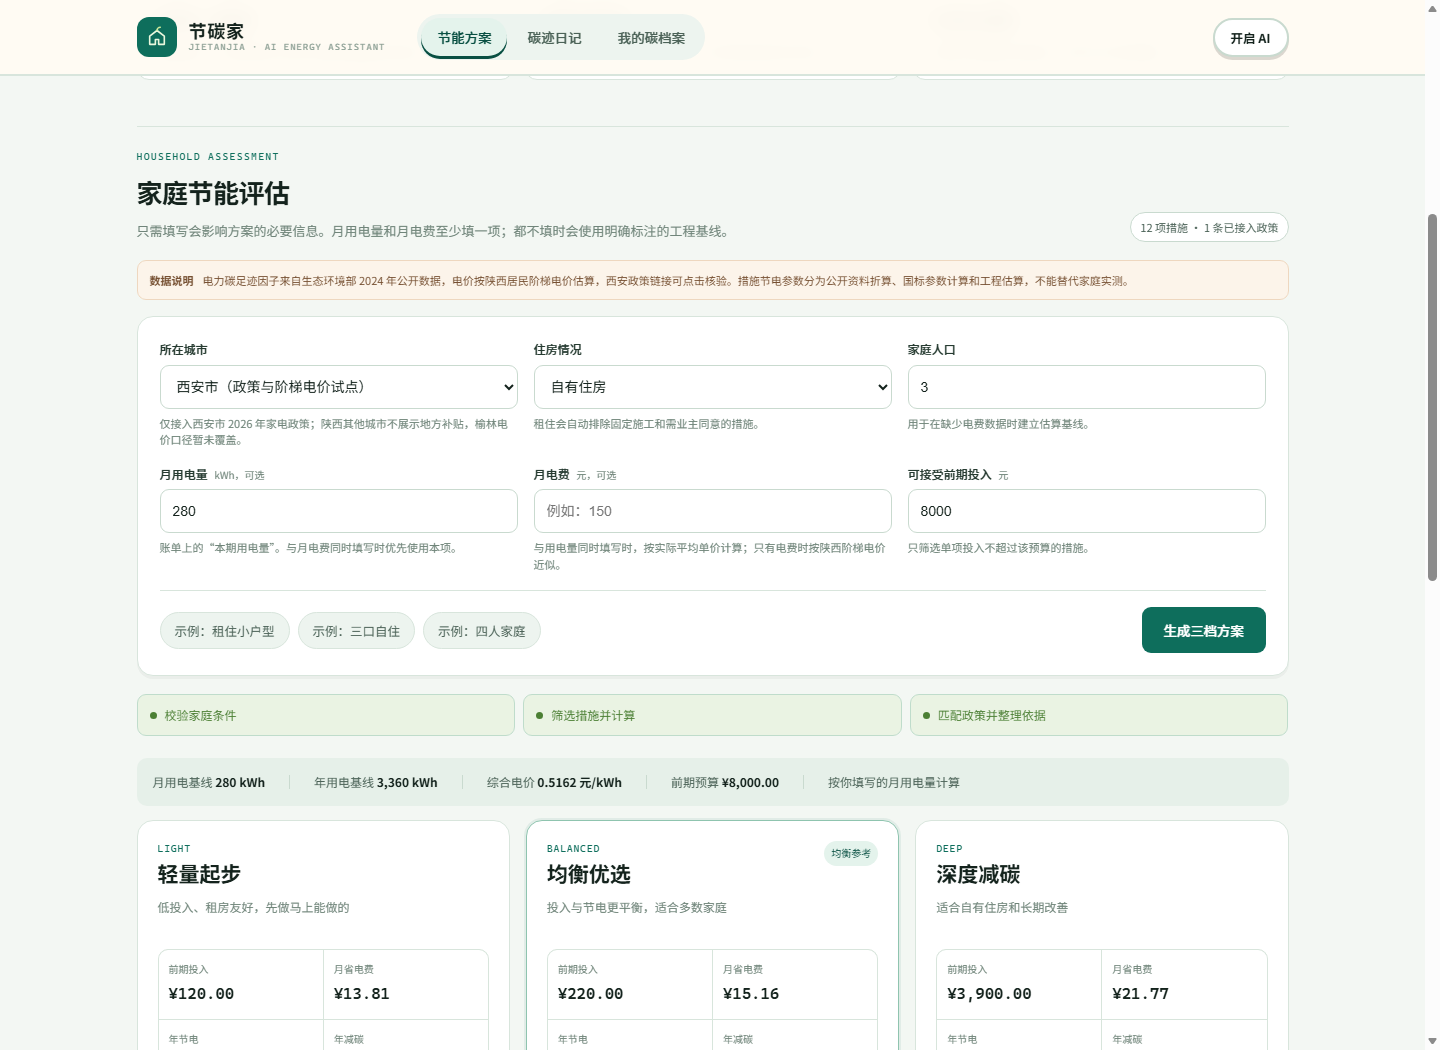 节碳家
JIETANJIA · AI ENERGY ASSISTANT
节能方案
碳迹日记
我的碳档案
开启 AI
HOUSEHOLD ASSESSMENT
家庭节能评估
只需填写会影响方案的必要信息。月用电量和月电费至少填一项；都不填时会使用明确标注的工程基线。
12 项措施 · 1 条已接入政策
数据说明 电力碳足迹因子来自生态环境部 2024 年公开数据，电价按陕西居民阶梯电价估算，西安政策链接可点击核验。措施节电参数分为公开资料折算、国标参数计算和工程估算，不能替代家庭实测。
所在城市
住房情况
家庭人口
西安市（政策与阶梯电价试点）
自有住房
3
仅接入西安市 2026 年家电政策；陕西其他城市不展示地方补贴，榆林电
价口径暂未覆盖。
租住会自动排除固定施工和需业主同意的措施。
用于在缺少电费数据时建立估算基线。
月用电量 kWh，可选
月电费 元，可选
可接受前期投入 元
280
例如：150
8000
账单上的“本期用电量”。与月电费同时填写时优先使用本项。
与用电量同时填写时，按实际平均单价计算；只有电费时按陕西阶梯电价
近似。
只筛选单项投入不超过该预算的措施。
示例：租住小户型
示例：三口自住
示例：四人家庭
生成三档方案
校验家庭条件
筛选措施并计算
匹配政策并整理依据
月用电基线 280 kWh
年用电基线 3,360 kWh
综合电价 0.5162 元/kWh
前期预算 ¥8,000.00
按你填写的月用电量计算
LIGHT
轻量起步
低投入、租房友好，先做马上能做的
前期投入
¥120.00
月省电费
¥13.81
年节电
年减碳
BALANCED
均衡优选
均衡参考
投入与节电更平衡，适合多数家庭
前期投入
¥220.00
月省电费
¥15.16
年节电
年减碳
DEEP
深度减碳
适合自有住房和长期改善
前期投入
¥3,900.00
月省电费
¥21.77
年节电
年减碳